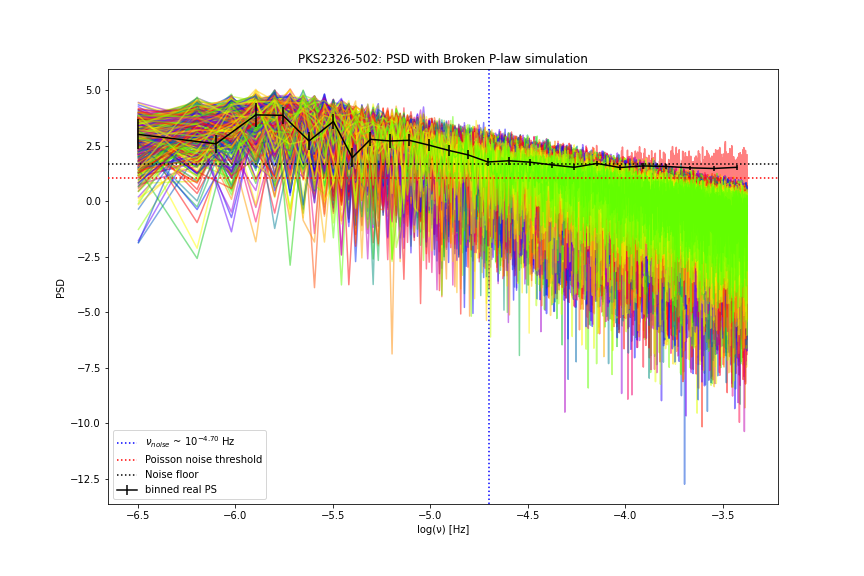 PKS2326-502: PSD with Broken P-law simulation
5.0
2.5
0.0
−2.5
−5.0
−7.5
−10.0
−12.5
PSD
ν_noise ~ 10^−4.70 Hz
Poisson noise threshold
Noise floor
binned real PS
−6.5 −6.0 −5.5 −5.0 −4.5 −4.0 −3.5
log(ν) [Hz]